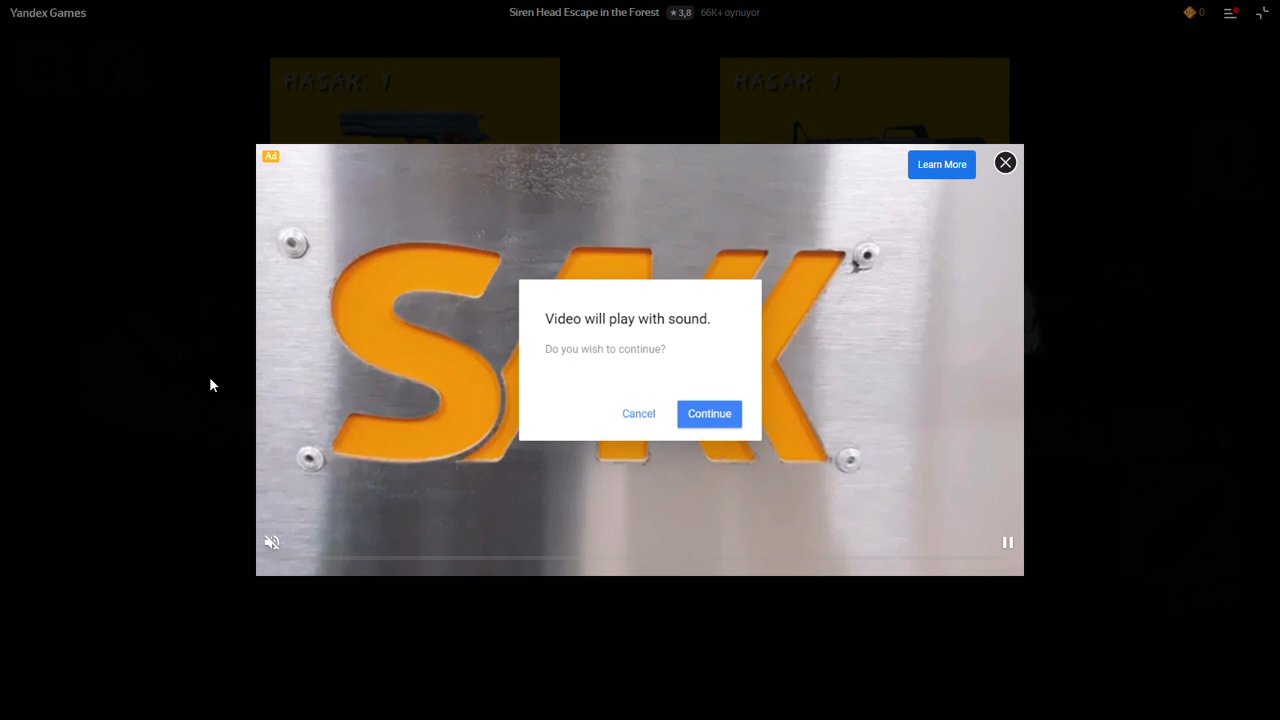 Yandex Games
Siren Head Escape in the Forest ★3,8 66K+ oynuyor
0
HASAR: 1
HASAR: 1
Ad
Learn More
SAKK
Video will play with sound.
Do you wish to continue?
Cancel
Continue